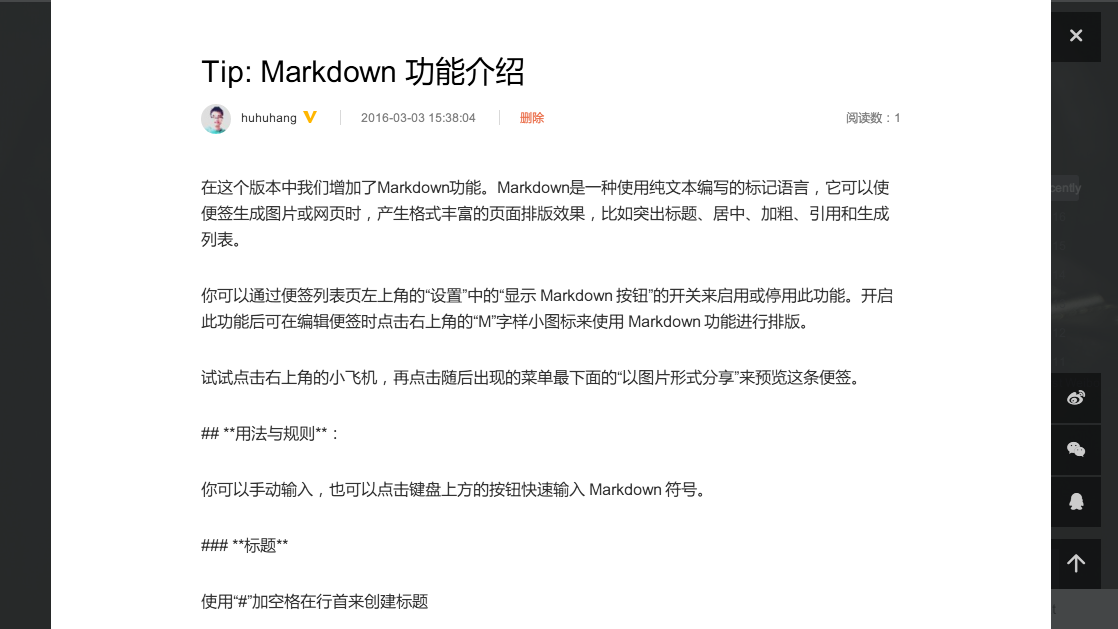 Tip: Markdown 功能介绍
huhuhang
2016-03-03 15:38:04
删除
阅读数：1
在这个版本中我们增加了Markdown功能。Markdown是一种使用纯文本编写的标记语言，它可以使
便签生成图片或网页时，产生格式丰富的页面排版效果，比如突出标题、居中、加粗、引用和生成
列表。
你可以通过便签列表页左上角的“设置”中的“显示 Markdown 按钮”的开关来启用或停用此功能。开启
此功能后可在编辑便签时点击右上角的“M”字样小图标来使用 Markdown 功能进行排版。
试试点击右上角的小飞机，再点击随后出现的菜单最下面的“以图片形式分享”来预览这条便签。
## **用法与规则**：
你可以手动输入，也可以点击键盘上方的按钮快速输入 Markdown 符号。
### **标题**
使用“#”加空格在行首来创建标题